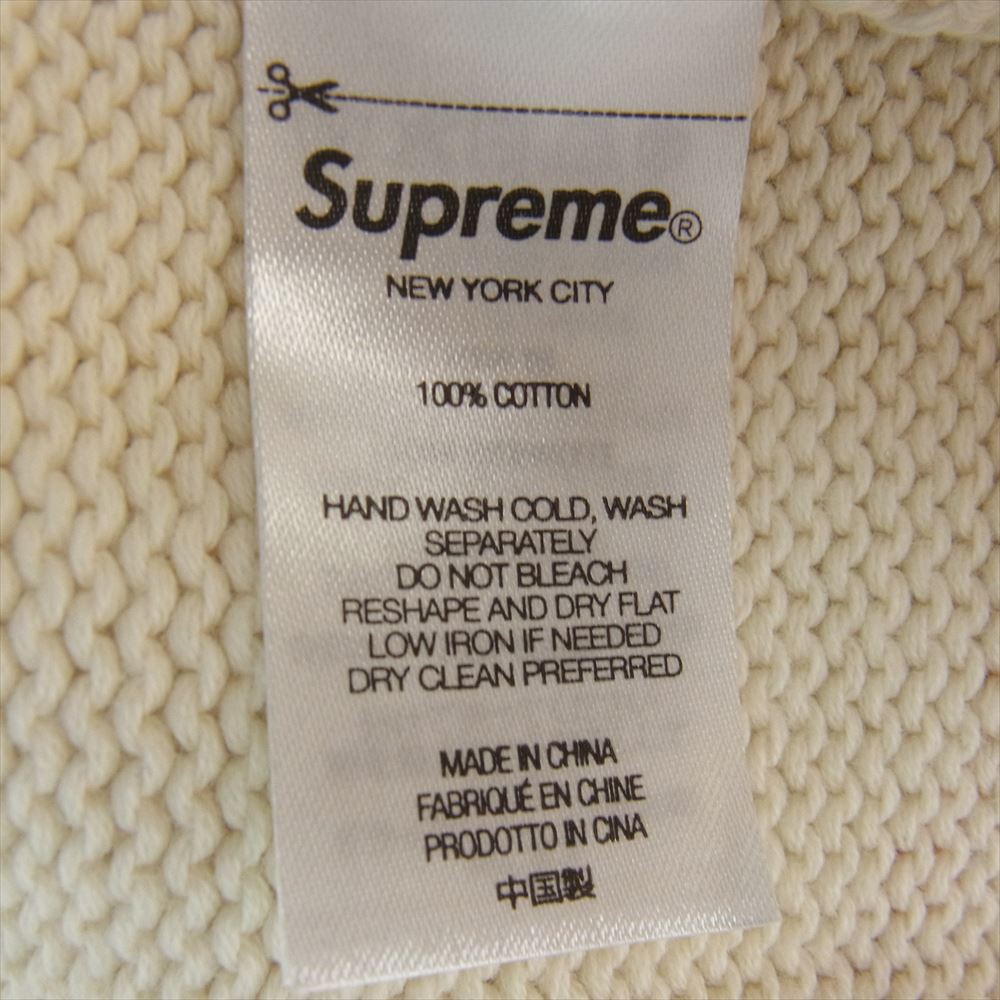 Supreme®
NEW YORK CITY
100% COTTON
HAND WASH COLD, WASH
SEPARATELY
DO NOT BLEACH
RESHAPE AND DRY FLAT
LOW IRON IF NEEDED
DRY CLEAN PREFERRED
MADE IN CHINA
FABRIQUÉ EN CHINE
PRODOTTO IN CINA
中国製